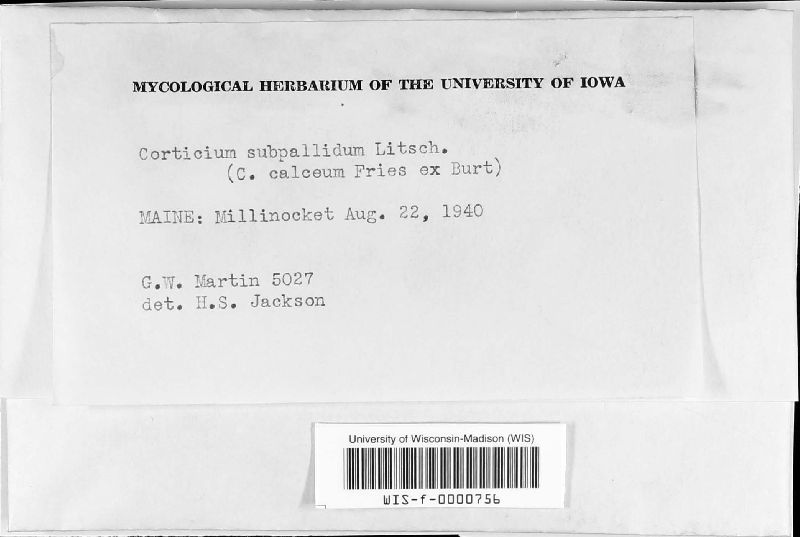 MYCOLOGICAL HERBARIUM OF THE UNIVERSITY OF IOWA
Corticium subpallidum Litsch.
(C. calceum Fries ex Burt)
MAINE: Millinocket Aug. 22, 1940
G.W. Martin 5027
det. H.S. Jackson
University of Wisconsin-Madison (WIS)
WIS-f-0000756